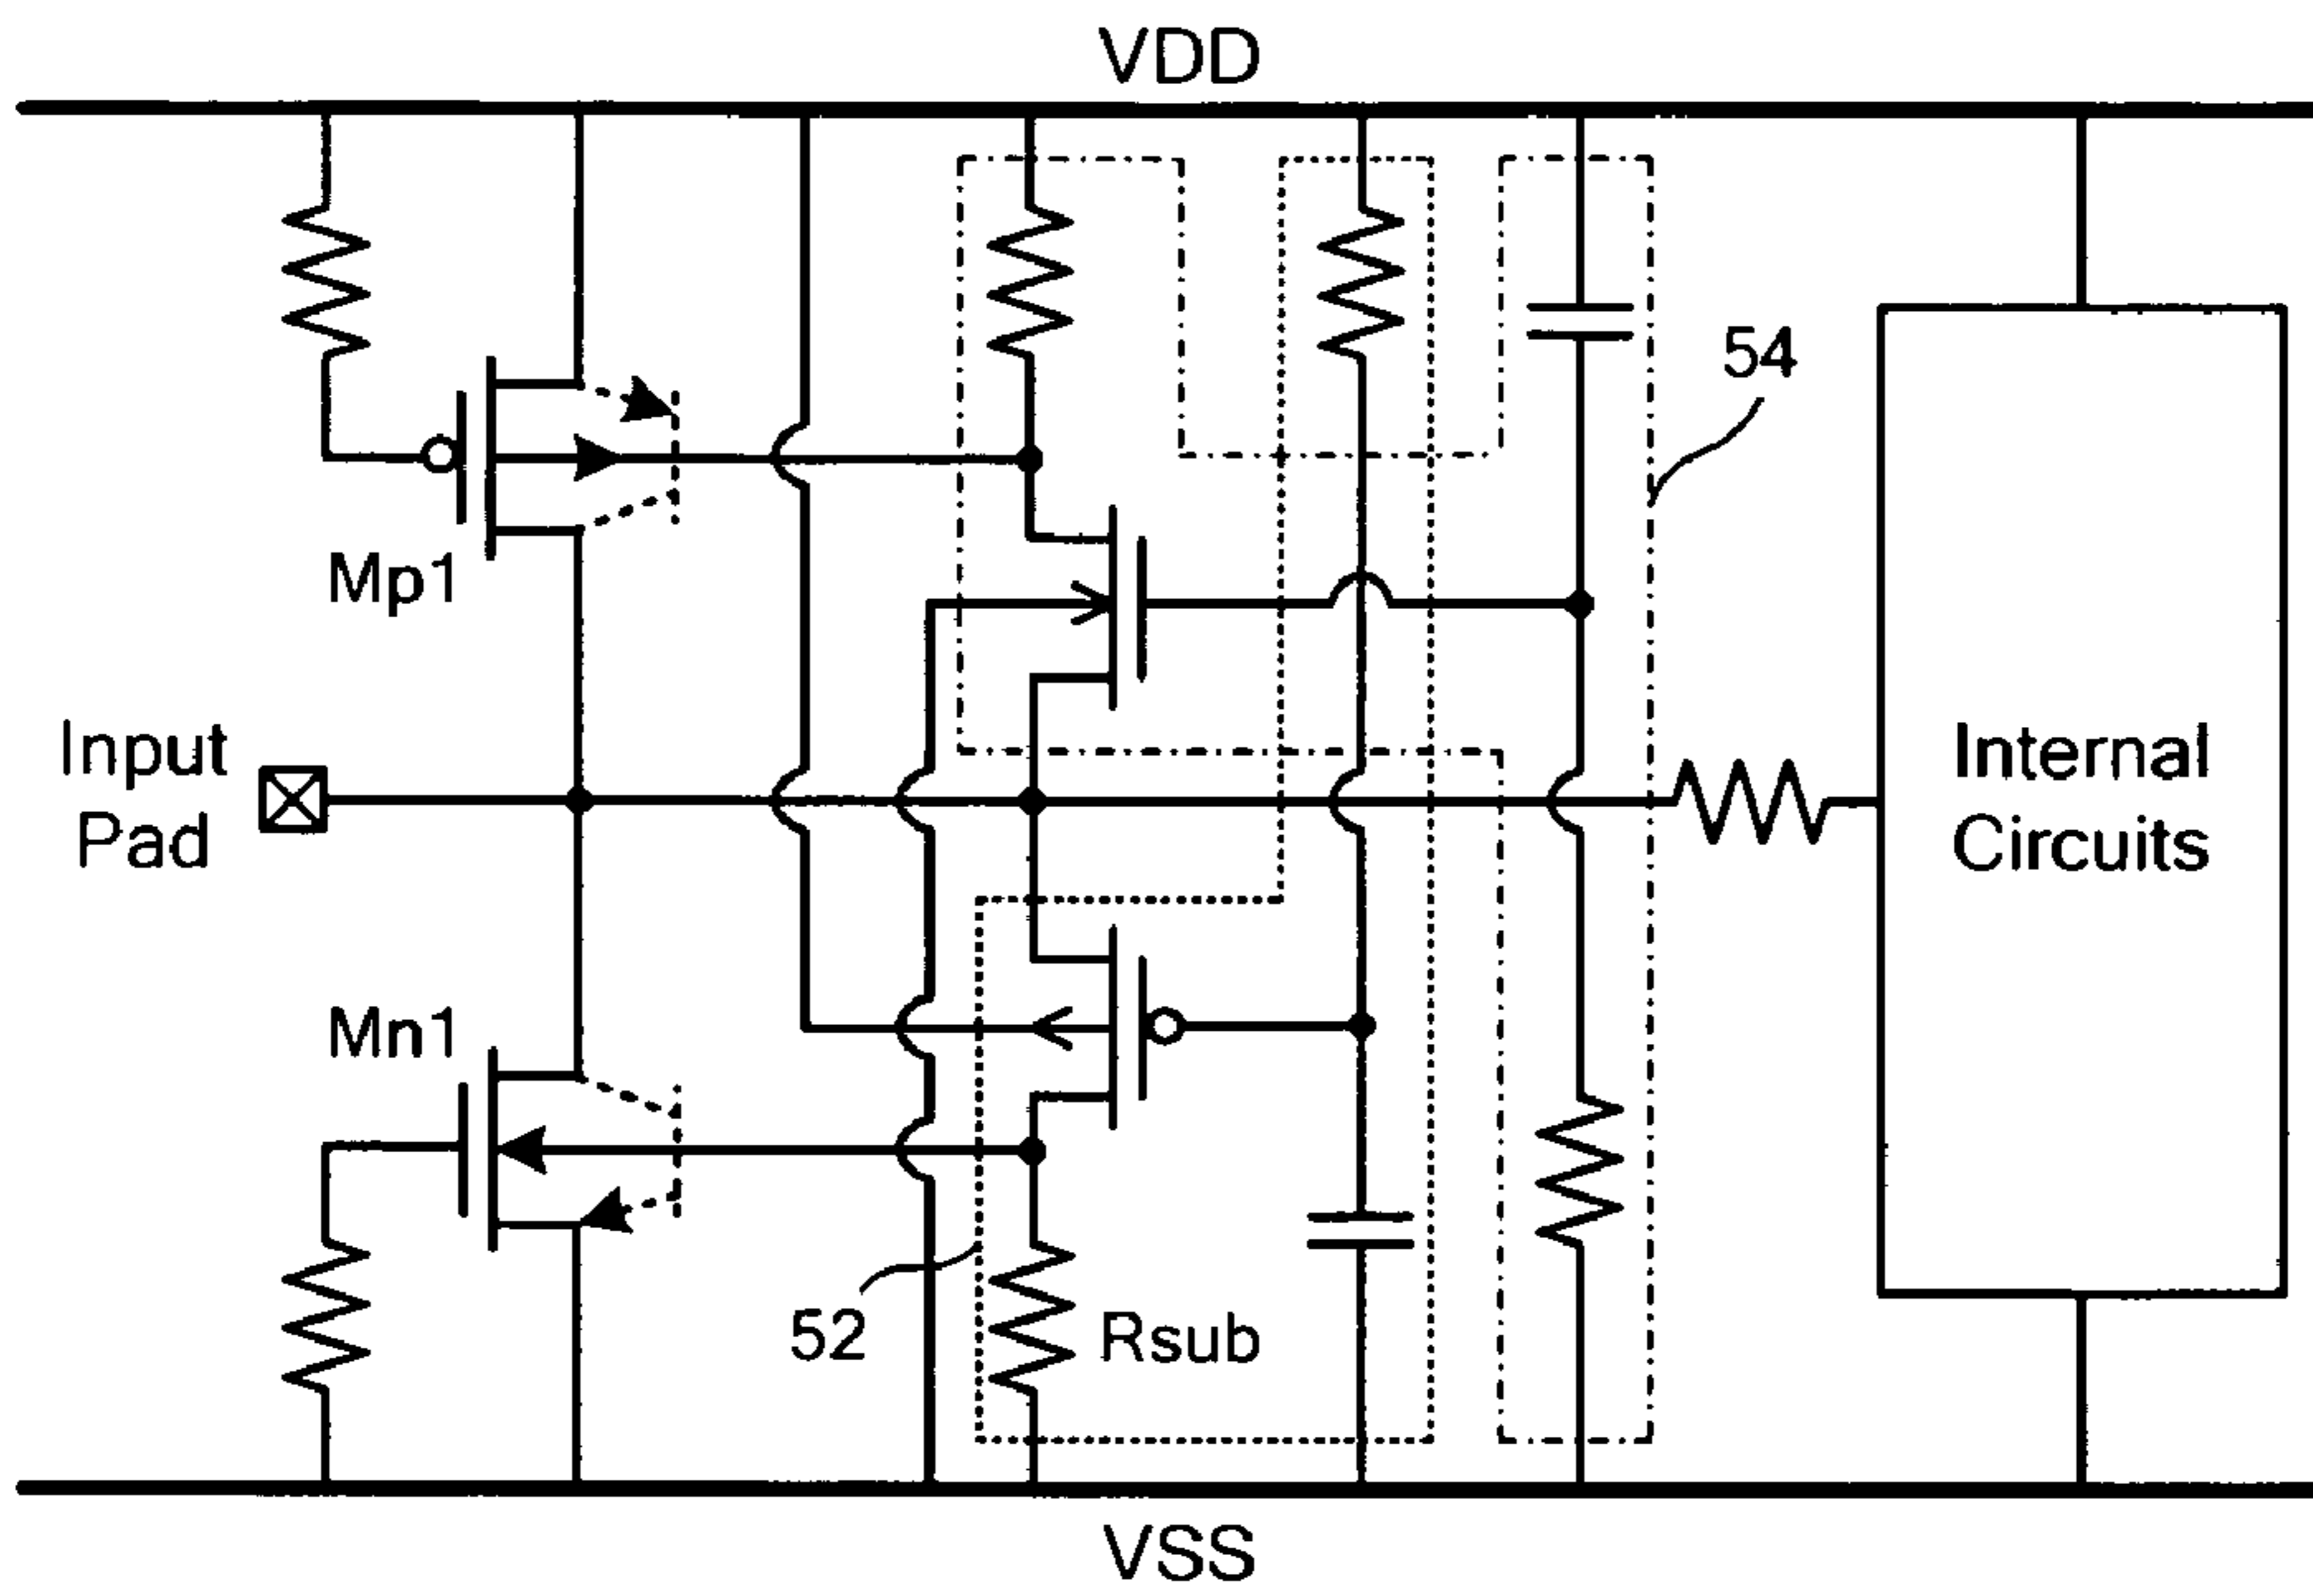 VDD
54
Mp1
Input
Pad
Internal
Circuits
Mn1
52
Rsub
VSS